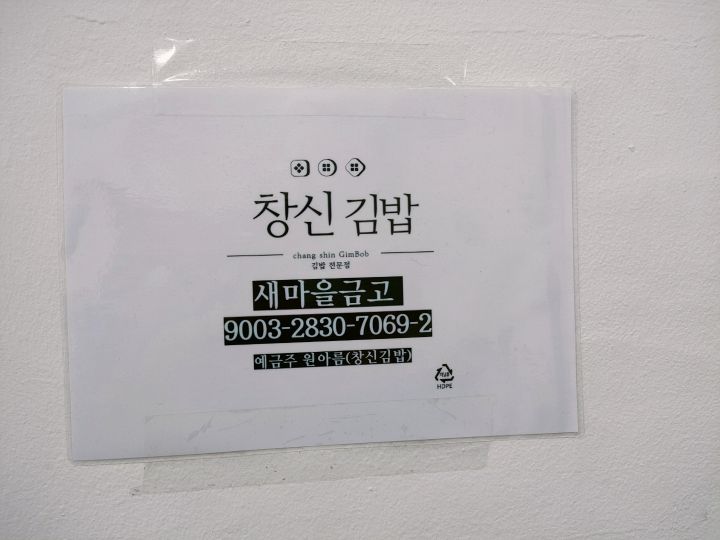 창신 김밥
chang shin GimBob
김밥 전문점
새마을금고
9003-2830-7069-2
예금주 원아름(창신김밥)
HDPE